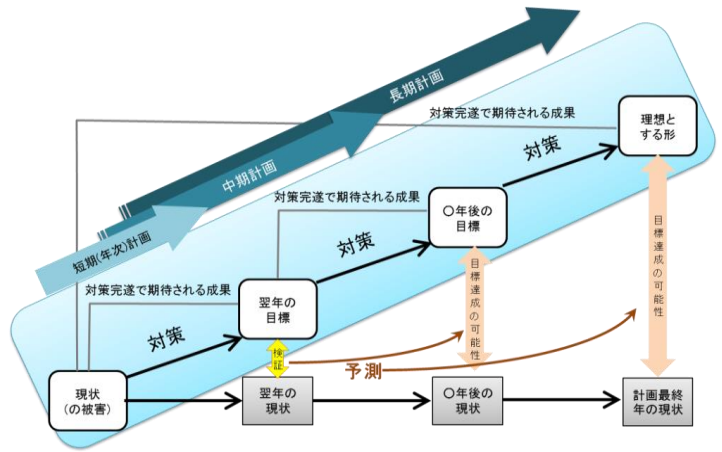 長期計画
中期計画
短期(年次)計画
対策完遂で期待される成果
理想と
する形
対策
対策完遂で期待される成果
〇年後の
目標
対策
対策完遂で期待される成果
翌年の
目標
対策
目標達成の可能性
目標達成の可能性
検証
予測
現状
(の被害)
翌年の
現状
〇年後の
現状
計画最終
年の現状